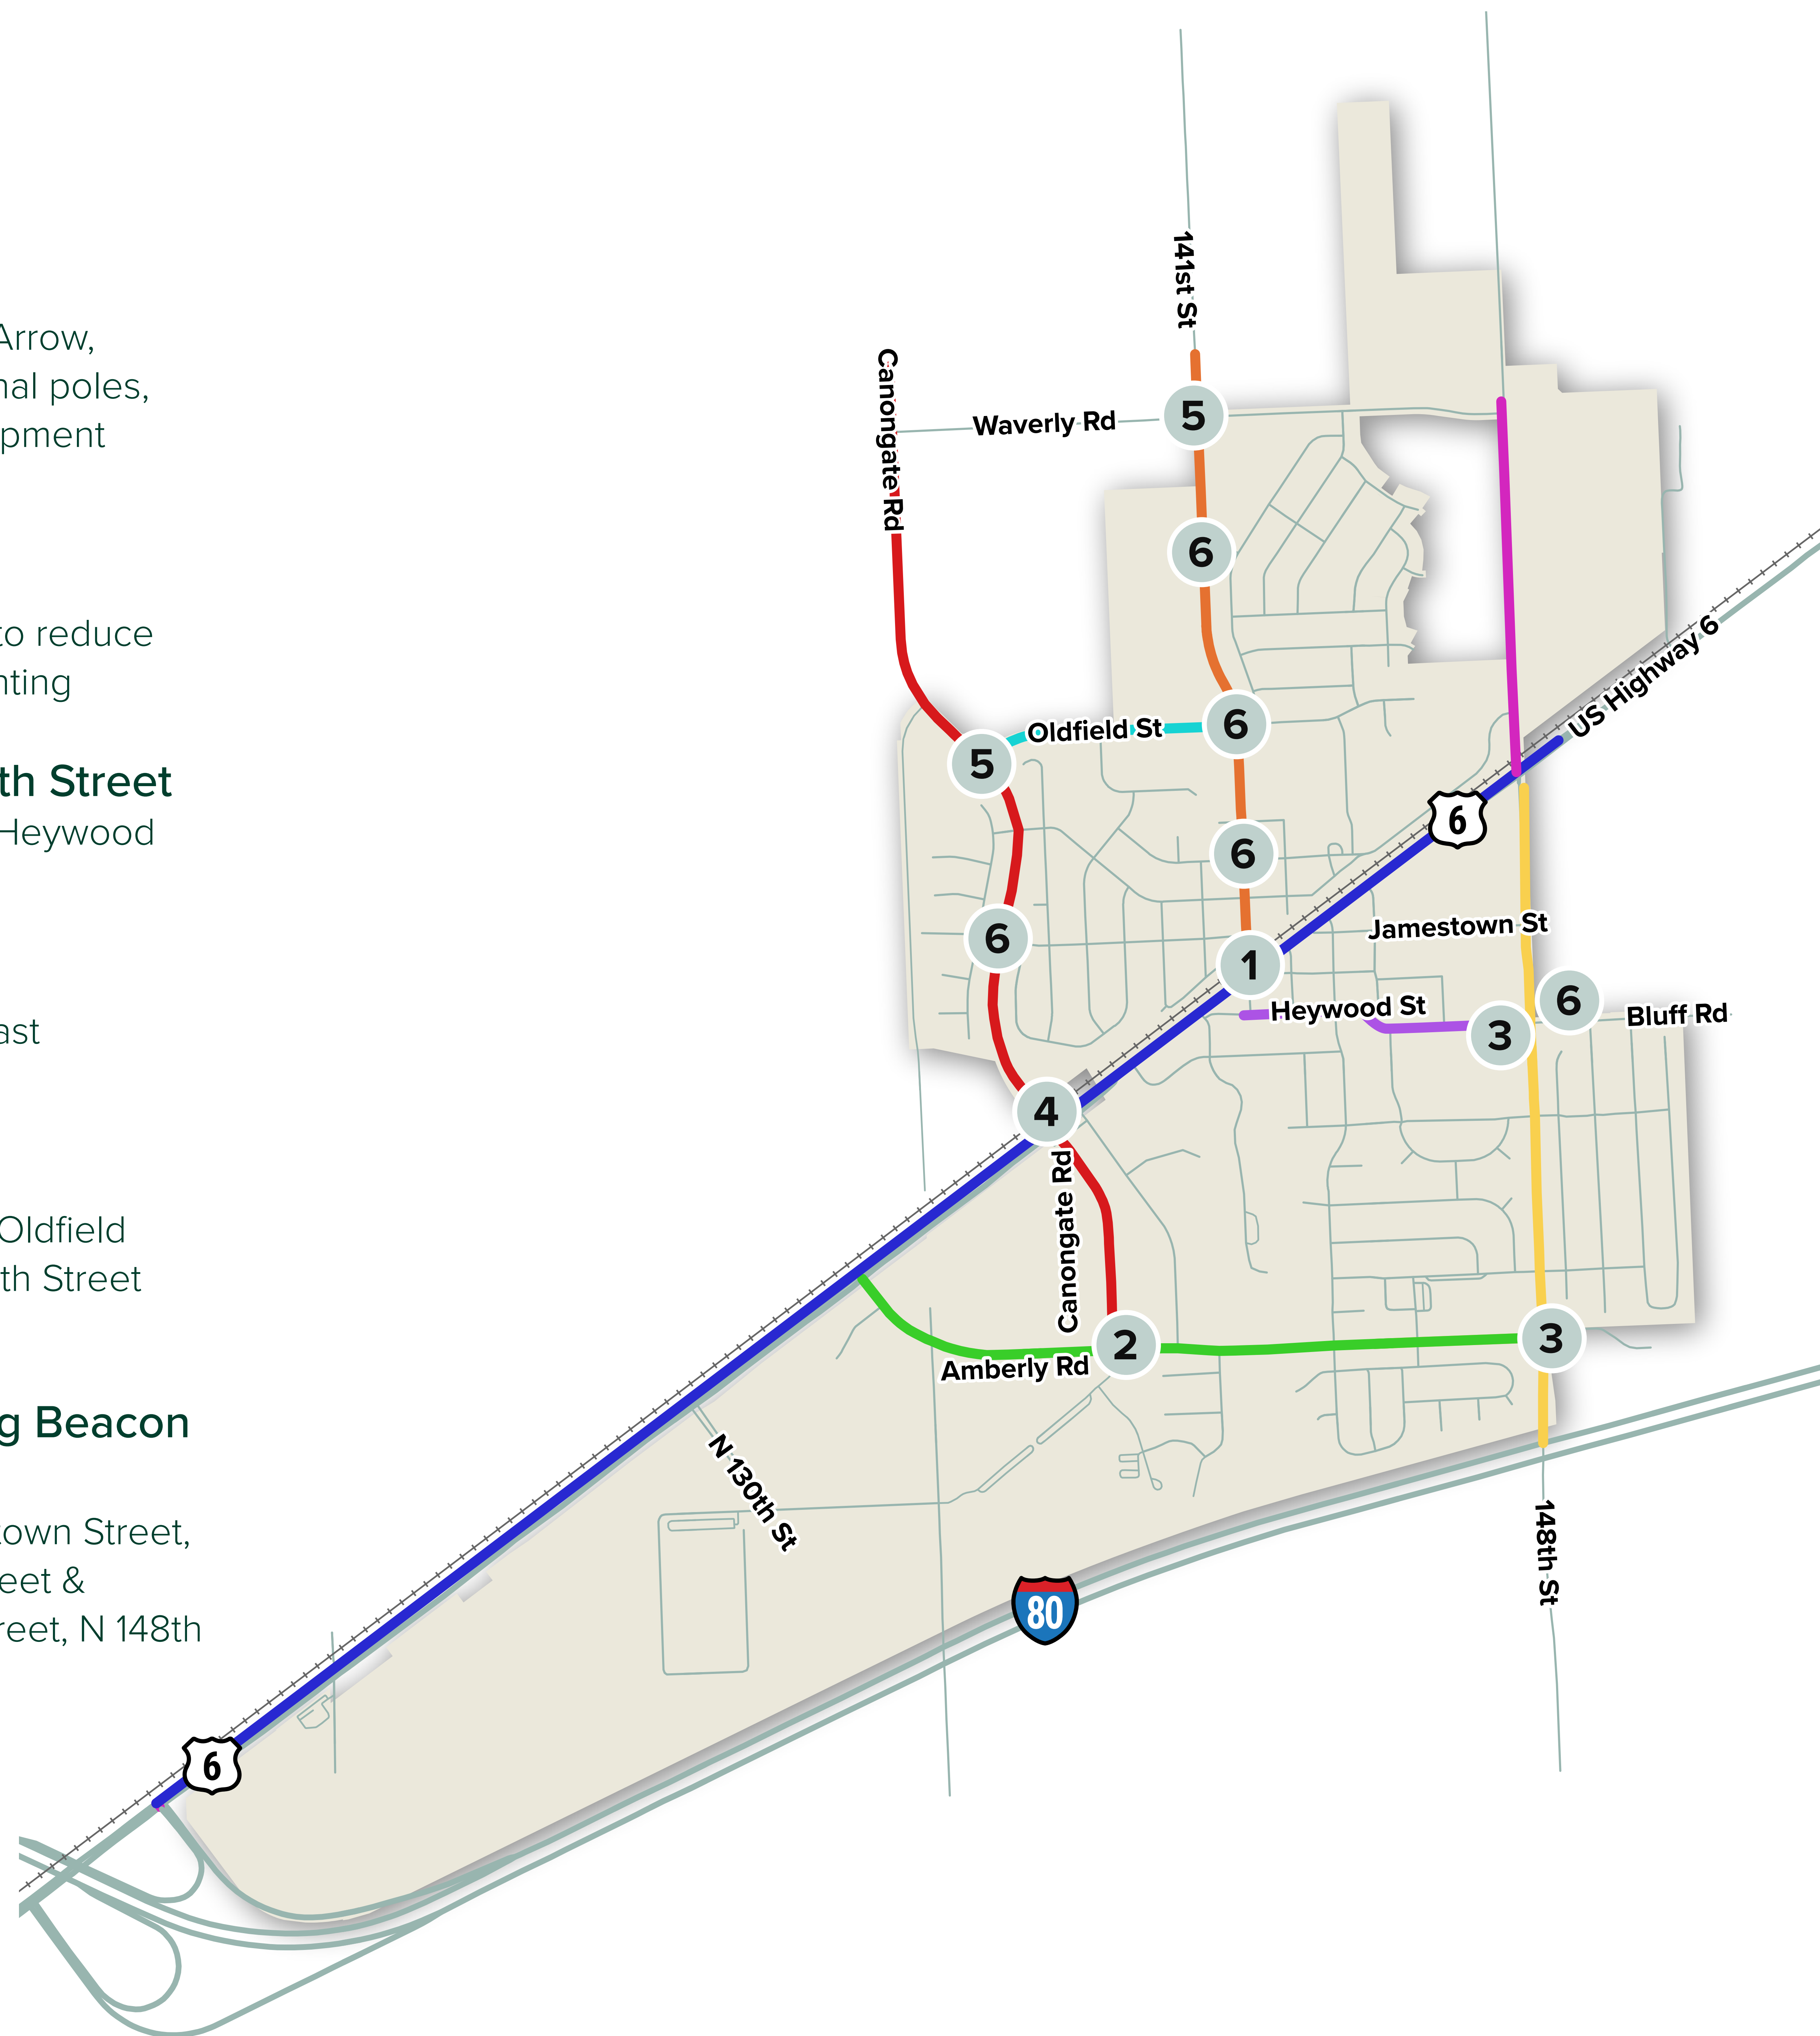 Arrow,
nal poles,
pment
to reduce
nting
th Street
Heywood
ast
Oldfield
th Street
g Beacon
town Street,
eet &
reet, N 148th
141st St
Canongate Rd
Waverly Rd
5
6
US Highway 6
Oldfield St
6
5
6
6
Jamestown St
6
1
6
Heywood St
Bluff Rd
3
4
Canongate Rd
3
2
Amberly Rd
N 130th St
148th St
80
6